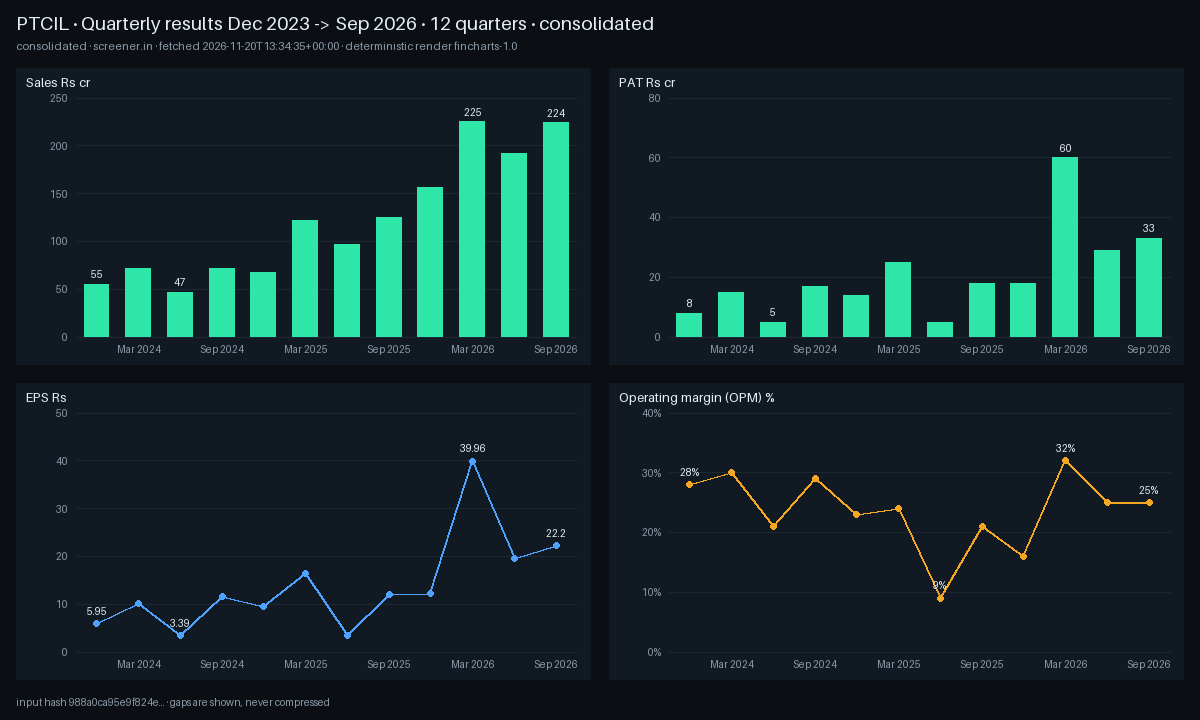 PTCIL · Quarterly results Dec 2023 -> Sep 2026 · 12 quarters · consolidated
consolidated · screener.in · fetched 2026-11-20T13:34:35+00:00 · deterministic render fincharts-1.0
Sales Rs cr
250
200
150
100
50
0
55
47
225
224
Mar 2024
Sep 2024
Mar 2025
Sep 2025
Mar 2026
Sep 2026
PAT Rs cr
80
60
40
20
0
8
5
60
33
Mar 2024
Sep 2024
Mar 2025
Sep 2025
Mar 2026
Sep 2026
EPS Rs
50
40
30
20
10
0
5.95
3.39
39.96
22.2
Mar 2024
Sep 2024
Mar 2025
Sep 2025
Mar 2026
Sep 2026
Operating margin (OPM) %
40%
30%
20%
10%
0%
28%
9%
32%
25%
Mar 2024
Sep 2024
Mar 2025
Sep 2025
Mar 2026
Sep 2026
input hash 988a0ca95e9f824e… · gaps are shown, never compressed